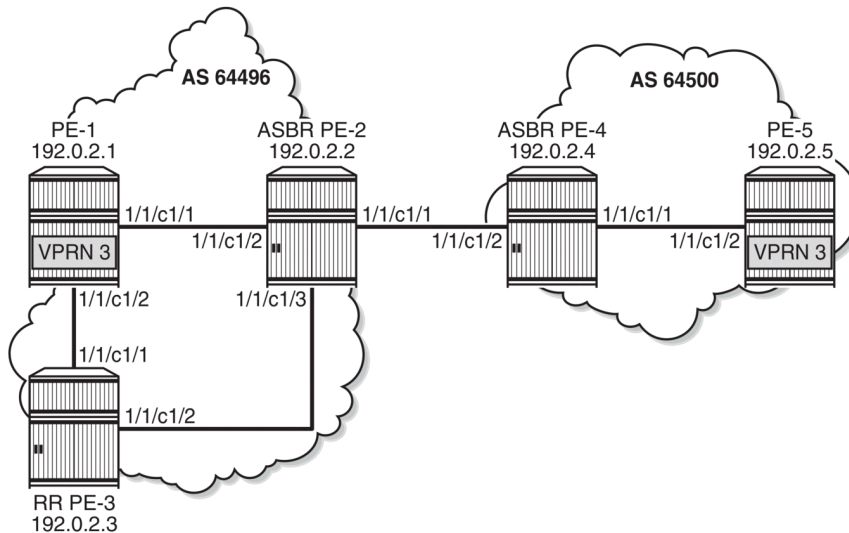 AS 64496
AS 64500
PE-1
192.0.2.1
ASBR PE-2
192.0.2.2
ASBR PE-4
192.0.2.4
PE-5
192.0.2.5
1/1/c1/1
1/1/c1/2
1/1/c1/1
1/1/c1/2
1/1/c1/1
1/1/c1/2
VPRN 3
VPRN 3
1/1/c1/2
1/1/c1/3
1/1/c1/1
1/1/c1/2
RR PE-3
192.0.2.3